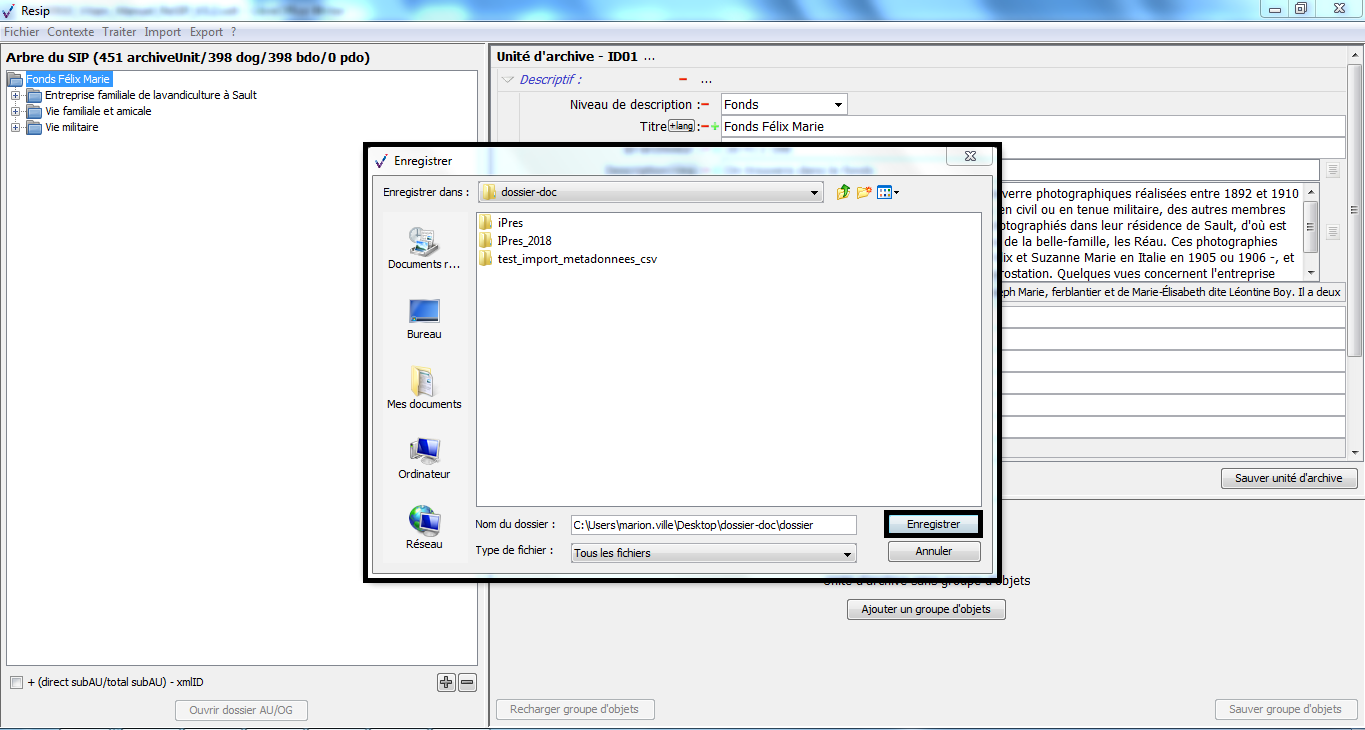 Resip
Fichier Contexte Traiter Import Export ?
Arbre du SIP (451 archiveUnit/398 dog/398 bdo/0 pdo)
Fonds Félix Marie
Entreprise familiale de lavandiculture à Sault
Vie familiale et amicale
Vie militaire
+ (direct subAU/total subAU) - xmlID
Ouvrir dossier AU/OG
Unité d'archive - ID01 ...
Descriptif : ...
Niveau de description : Fonds
Titre +lang : Fonds Félix Marie
verre photographiques réalisées entre 1892 et 1910
en civil ou en tenue militaire, des autres membres
otographiés dans leur résidence de Sault, d'où est
de la belle-famille, les Réau. Ces photographies
ix et Suzanne Marie en Italie en 1905 ou 1906 -, et
rostation. Quelques vues concernent l'entreprise
eph Marie, ferblantier et de Marie-Élisabeth dite Léontine Boy. Il a deux
Sauver unité d'archive
Enregistrer
Enregistrer dans : dossier-doc
iPres
IPres_2018
test_import_metadonnees_csv
Documents r...
Bureau
Mes documents
Ordinateur
Réseau
Nom du dossier : C:\Users\marion.ville\Desktop\dossier-doc\dossier
Enregistrer
Type de fichier : Tous les fichiers
Annuler
Unité d'archive sans groupe d'objets
Ajouter un groupe d'objets
Recharger groupe d'objets
Sauver groupe d'objets